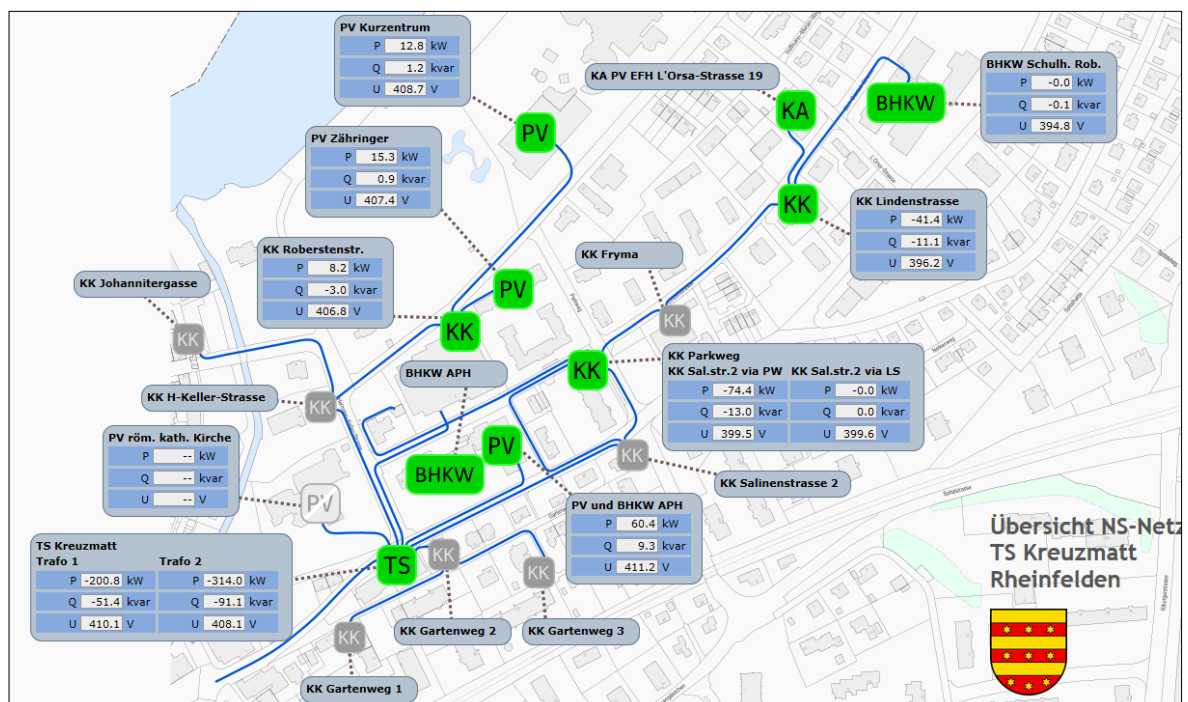 PV Kurzentrum
P 12.8 kW
Q 1.2 kvar
U 408.7 V
KA PV EFH L'Orsa-Strasse 19
BHKW Schulh. Rob.
P -0.0 kW
Q -0.1 kvar
U 394.8 V
BHKW
KA
PV
PV Zähringer
P 15.3 kW
Q 0.9 kvar
U 407.4 V
L'Orsa-Strasse
KK
KK Lindenstrasse
P -41.4 kW
Q -11.1 kvar
U 396.2 V
KK Roberstenstr.
P 8.2 kW
Q -3.0 kvar
U 406.8 V
KK Fryma
KK Johannitergasse
PV
Parkweg
KK
KK
KK
KK
KK Parkweg
KK Sal.str.2 via PW KK Sal.str.2 via LS
P -74.4 kW P -0.0 kW
Q -13.0 kvar Q 0.0 kvar
U 399.5 V U 399.6 V
BHKW APH
KK H-Keller-Strasse
KK
PV röm. kath. Kirche
P -- kW
Q -- kvar
U -- V
PV
BHKW
KK
KK Salinenstrasse 2
PV
PV und BHKW APH
P 60.4 kW
Q 9.3 kvar
U 411.2 V
Übersicht NS-Netz
TS Kreuzmatt
Rheinfelden
TS Kreuzmatt
Trafo 1 Trafo 2
P -200.8 kW P -314.0 kW
Q -51.4 kvar Q -91.1 kvar
U 410.1 V U 408.1 V
TS
KK
KK
KK
KK Gartenweg 2
KK Gartenweg 3
KK Gartenweg 1